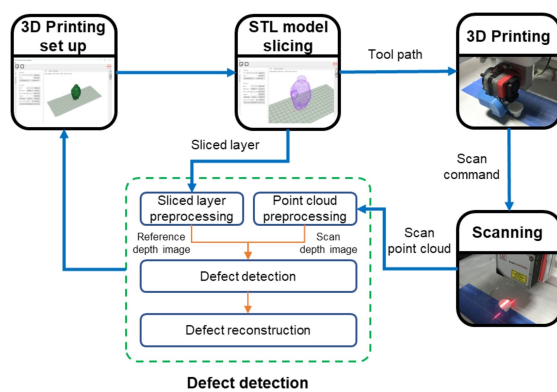 3D Printing
set up
STL model
slicing
3D Printing
Tool path
Sliced layer
Scan
command
Sliced layer
preprocessing
Point cloud
preprocessing
Scan
point cloud
Scanning
Reference
depth image
Scan
depth image
Defect detection
Defect reconstruction
Defect detection